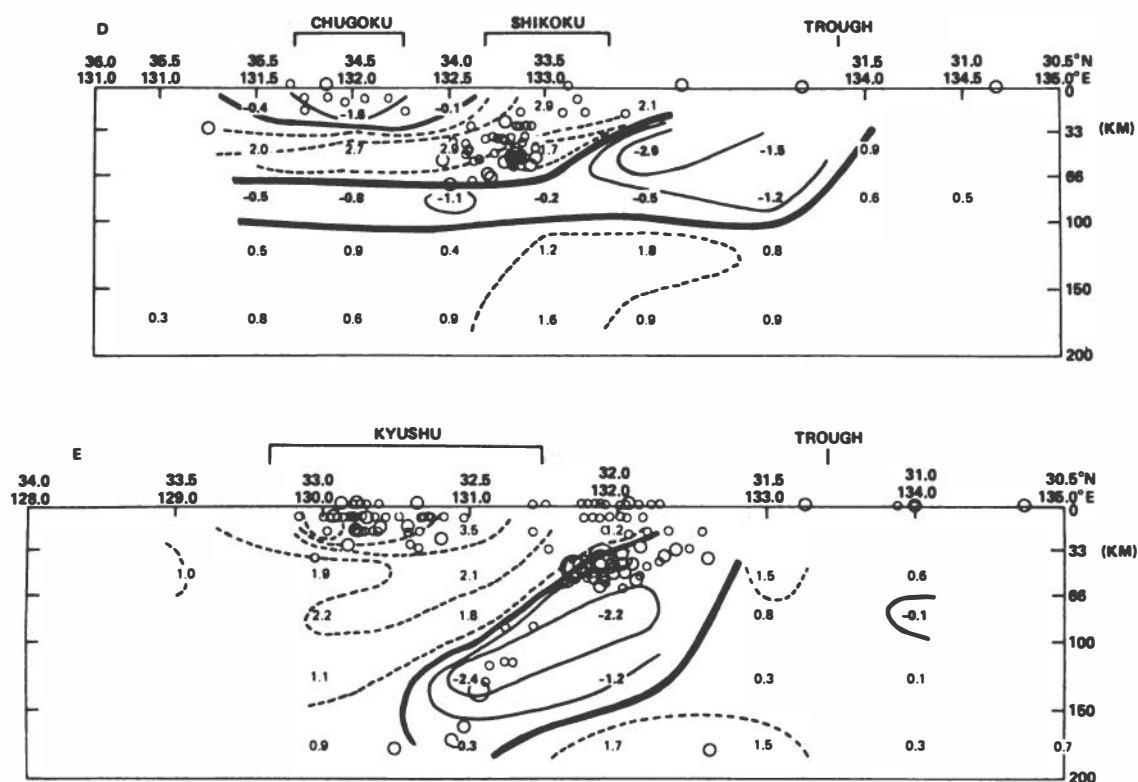 D
CHUGOKU SHIKOKU TROUGH
36.0 35.5 35.5 34.5 34.0 33.5 31.5 31.0 30.5°N
131.0 131.0 131.5 132.0 132.5 133.0 134.0 134.5 135.0°E
0
-0.4 -1.6 -0.1 2.9 2.1
33 (KM)
2.0 2.7 2.9 1.7 -2.9 -1.5 0.9
66
-0.5 -0.8 -1.1 -0.2 -0.5 -1.2 0.6 0.5
100
0.5 0.9 0.4 1.2 1.8 0.8
150
0.3 0.8 0.6 0.9 1.6 0.9 0.9
200
E
KYUSHU TROUGH
34.0 33.5 33.0 32.5 32.0 31.5 31.0 30.5°N
128.0 129.0 130.0 131.0 132.0 133.0 134.0 135.0°E
0
3.5 1.2
33 (KM)
1.0 1.9 2.1 1.5 0.6
66
2.2 1.8 -2.2 0.8 -0.1
100
1.1 -2.4 -1.2 0.3 0.1
150
0.9 0.3 1.7 1.5 0.3 0.7
200